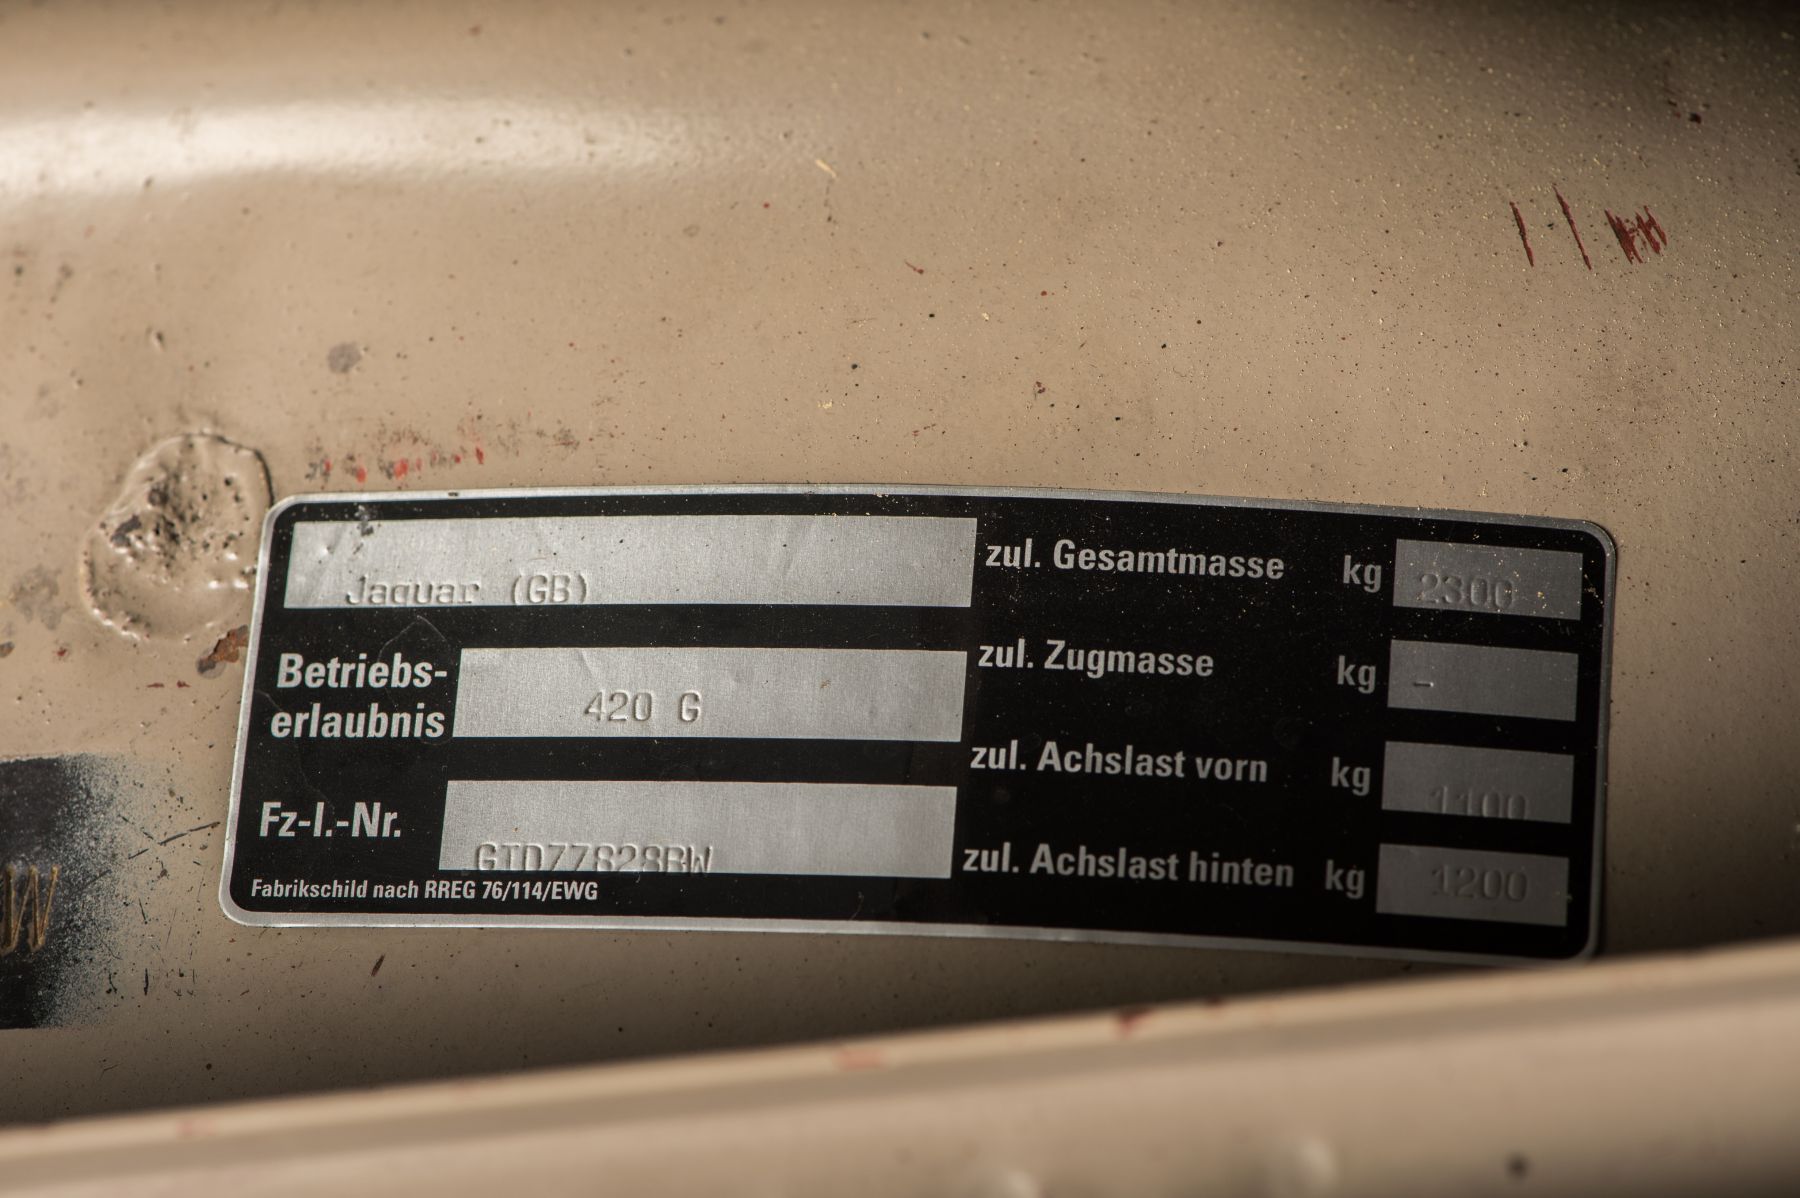 Jaguar (GB)
Betriebs-
erlaubnis 420 G
Fz-I.-Nr. GTD77828BW
Fabrikschild nach RREG 76/114/EWG
zul. Gesamtmasse kg 2300
zul. Zugmasse kg -
zul. Achslast vorn kg 1100
zul. Achslast hinten kg 1200
W